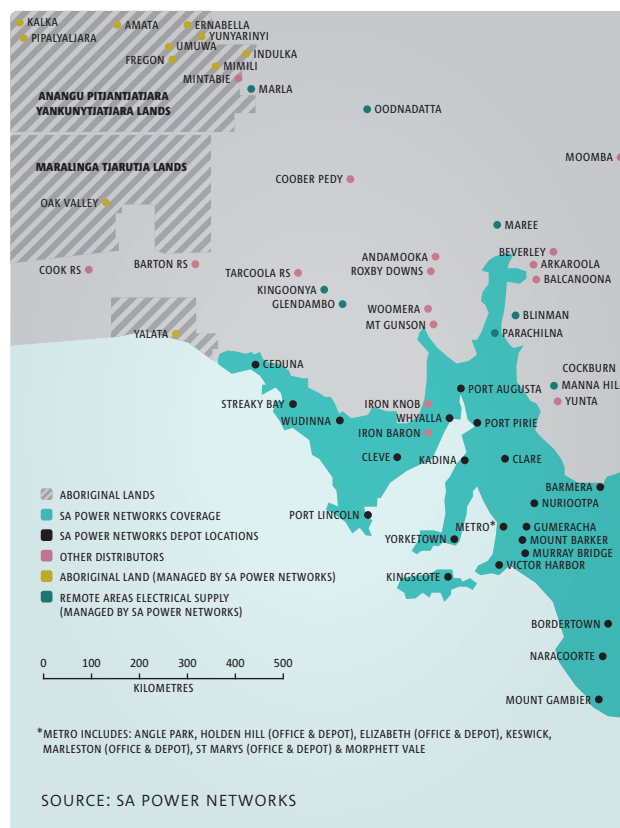 KALKA
AMATA
ERNABELLA
PIPALYALJARA
YUNYARINYI
UMUWA
INDULKA
FREGON
MIMILI
MINTABIE
MARLA
ANANGU PITJANTJATJARA
YANKUNYTJATJARA LANDS
OODNADATTA
MOOMBA
MARALINGA TJARUTJA LANDS
COOBER PEDY
OAK VALLEY
MAREE
BEVERLEY
ANDAMOOKA
ARKAROOLA
BARTON RS
COOK RS
ROXBY DOWNS
TARCOOLA RS
BALCANOONA
KINGOONYA
GLENDAMBO
WOOMERA
BLINMAN
MT GUNSON
PARACHILNA
YALATA
CEDUNA
COCKBURN
MANNA HIL
PORT AUGUSTA
YUNTA
STREAKY BAY
IRON KNOB
WHYALLA
WUDINNA
PORT PIRIE
IRON BARON
CLEVE
KADINA
CLARE
BARMERA
ABORIGINAL LANDS
NURIOOTPA
SA POWER NETWORKS COVERAGE
PORT LINCOLN
METRO*
GUMERACHA
SA POWER NETWORKS DEPOT LOCATIONS
YORKETOWN
MOUNT BARKER
OTHER DISTRIBUTORS
MURRAY BRIDGE
VICTOR HARBOR
ABORIGINAL LAND (MANAGED BY SA POWER NETWORKS)
KINGSCOTE
REMOTE AREAS ELECTRICAL SUPPLY
(MANAGED BY SA POWER NETWORKS)
BORDERTOWN
NARACOORTE
0 100 200 300 400 500
KILOMETRES
MOUNT GAMBIER
*METRO INCLUDES: ANGLE PARK, HOLDEN HILL (OFFICE & DEPOT), ELIZABETH (OFFICE & DEPOT), KESWICK,
MARLESTON (OFFICE & DEPOT), ST MARYS (OFFICE & DEPOT) & MORPHETT VALE
SOURCE: SA POWER NETWORKS